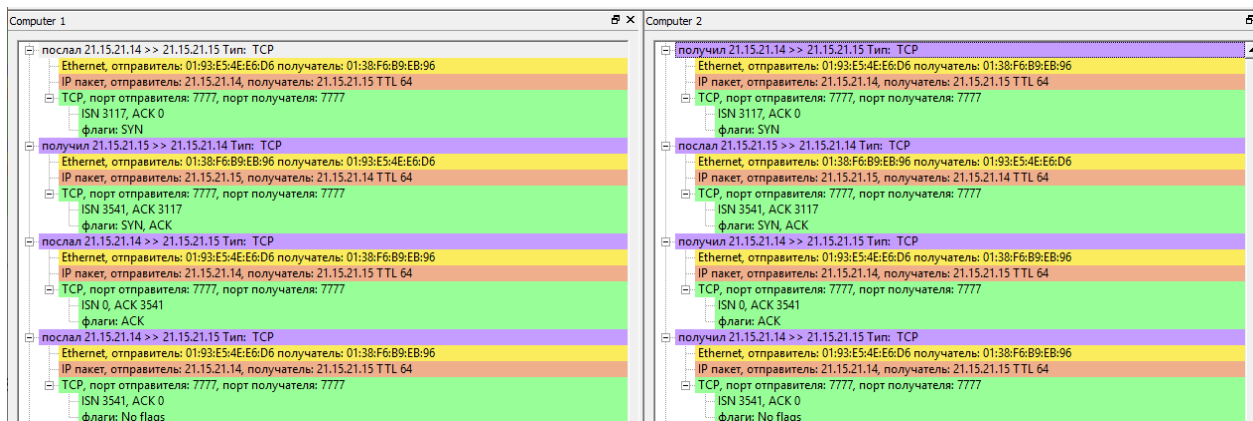 Computer 1
послал 21.15.21.14 >> 21.15.21.15 Тип: TCP
Ethernet, отправитель: 01:93:E5:4E:E6:D6 получатель: 01:38:F6:B9:EB:96
IP пакет, отправитель: 21.15.21.14, получатель: 21.15.21.15 TTL 64
TCP, порт отправителя: 7777, порт получателя: 7777
ISN 3117, ACK 0
флаги: SYN
получил 21.15.21.15 >> 21.15.21.14 Тип: TCP
Ethernet, отправитель: 01:38:F6:B9:EB:96 получатель: 01:93:E5:4E:E6:D6
IP пакет, отправитель: 21.15.21.15, получатель: 21.15.21.14 TTL 64
TCP, порт отправителя: 7777, порт получателя: 7777
ISN 3541, ACK 3117
флаги: SYN, ACK
послал 21.15.21.14 >> 21.15.21.15 Тип: TCP
Ethernet, отправитель: 01:93:E5:4E:E6:D6 получатель: 01:38:F6:B9:EB:96
IP пакет, отправитель: 21.15.21.14, получатель: 21.15.21.15 TTL 64
TCP, порт отправителя: 7777, порт получателя: 7777
ISN 0, ACK 3541
флаги: ACK
послал 21.15.21.14 >> 21.15.21.15 Тип: TCP
Ethernet, отправитель: 01:93:E5:4E:E6:D6 получатель: 01:38:F6:B9:EB:96
IP пакет, отправитель: 21.15.21.14, получатель: 21.15.21.15 TTL 64
TCP, порт отправителя: 7777, порт получателя: 7777
ISN 3541, ACK 0
флаги: No flags
Computer 2
получил 21.15.21.14 >> 21.15.21.15 Тип: TCP
Ethernet, отправитель: 01:93:E5:4E:E6:D6 получатель: 01:38:F6:B9:EB:96
IP пакет, отправитель: 21.15.21.14, получатель: 21.15.21.15 TTL 64
TCP, порт отправителя: 7777, порт получателя: 7777
ISN 3117, ACK 0
флаги: SYN
послал 21.15.21.15 >> 21.15.21.14 Тип: TCP
Ethernet, отправитель: 01:38:F6:B9:EB:96 получатель: 01:93:E5:4E:E6:D6
IP пакет, отправитель: 21.15.21.15, получатель: 21.15.21.14 TTL 64
TCP, порт отправителя: 7777, порт получателя: 7777
ISN 3541, ACK 3117
флаги: SYN, ACK
получил 21.15.21.14 >> 21.15.21.15 Тип: TCP
Ethernet, отправитель: 01:93:E5:4E:E6:D6 получатель: 01:38:F6:B9:EB:96
IP пакет, отправитель: 21.15.21.14, получатель: 21.15.21.15 TTL 64
TCP, порт отправителя: 7777, порт получателя: 7777
ISN 0, ACK 3541
флаги: ACK
получил 21.15.21.14 >> 21.15.21.15 Тип: TCP
Ethernet, отправитель: 01:93:E5:4E:E6:D6 получатель: 01:38:F6:B9:EB:96
IP пакет, отправитель: 21.15.21.14, получатель: 21.15.21.15 TTL 64
TCP, порт отправителя: 7777, порт получателя: 7777
ISN 3541, ACK 0
флаги: No flags